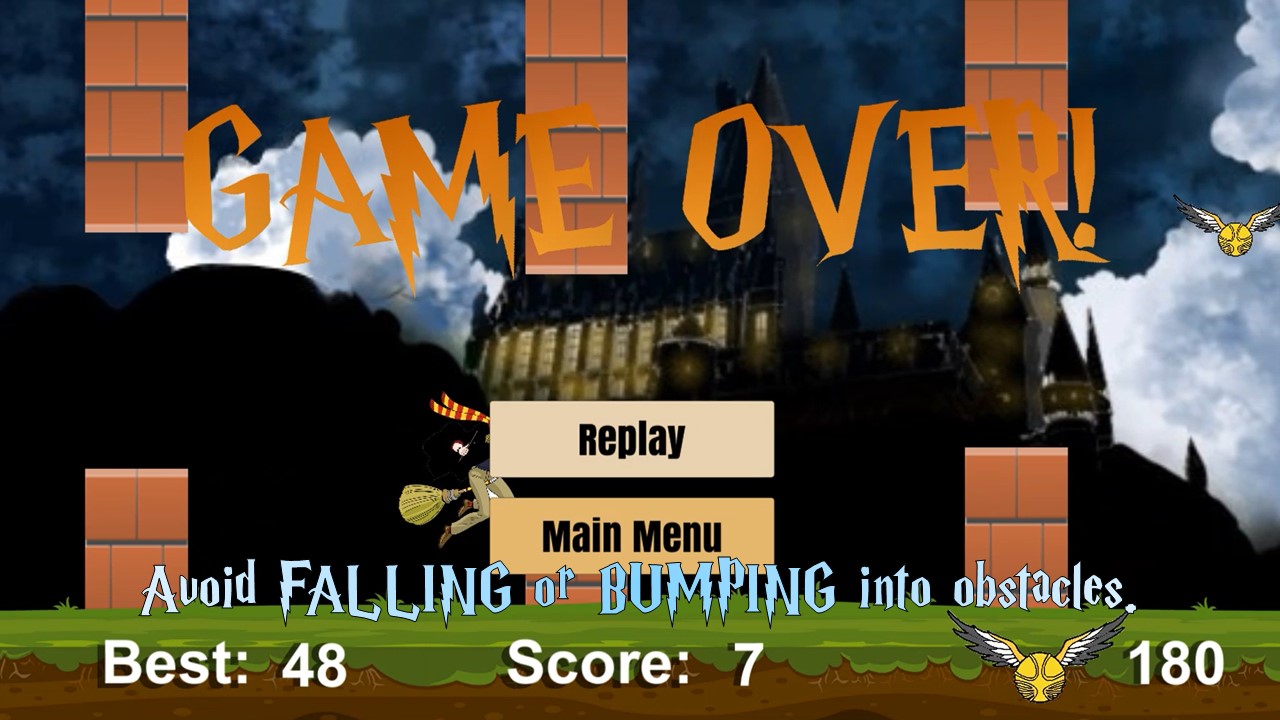 GAME OVER!
Replay
Main Menu
Avoid FALLING or BUMPING into obstacles.
Best: 48 Score: 7 180